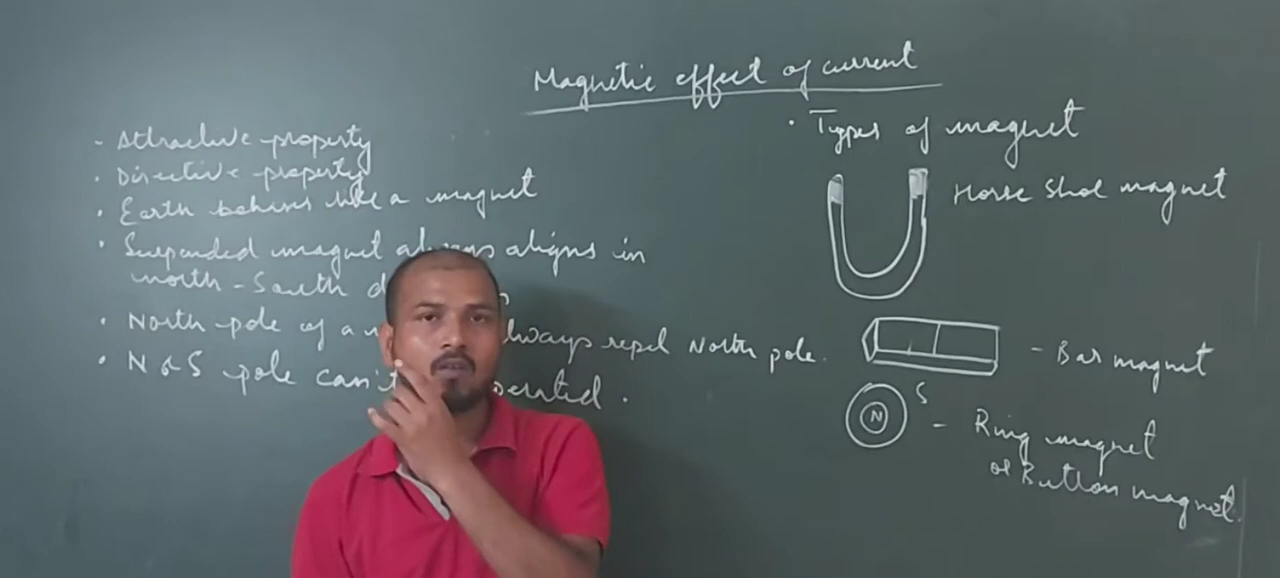 Magnetic effect of current
- Attractive property
· Directive property
· Earth behaves like a magnet
· Suspended magnet always aligns in
north-South
· North pole of a always repel North pole.
· N & S pole can't
· Types of magnet
Horse Shoe magnet
- Bar magnet
S
N
- Ring magnet
or Button magnet.